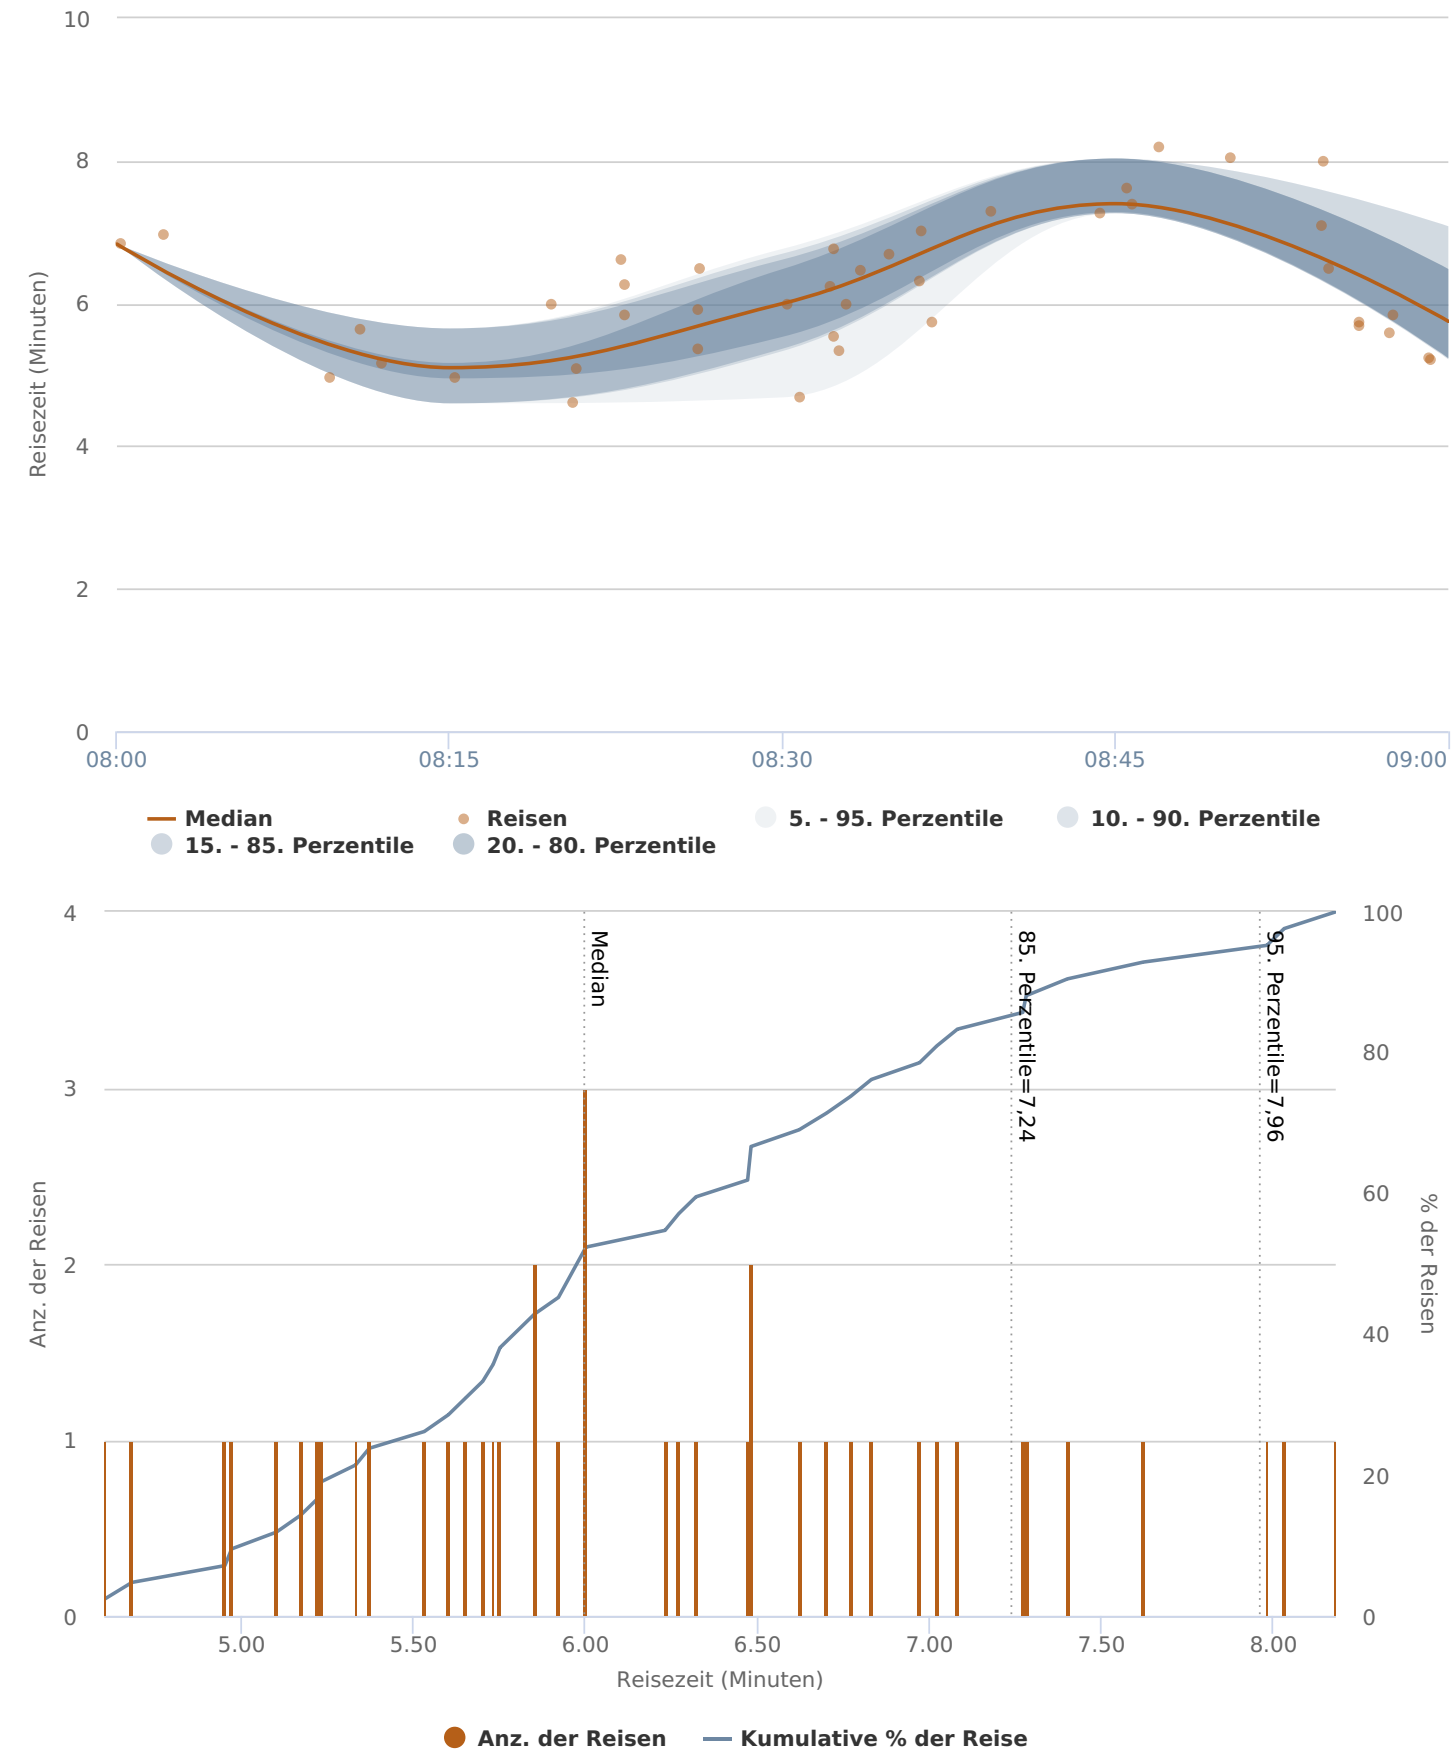 10
8
6
4
2
0
Reisezeit (Minuten)
08:00 08:15 08:30 08:45 09:00
Median Reisen 5. - 95. Perzentile 10. - 90. Perzentile
15. - 85. Perzentile 20. - 80. Perzentile
4
3
2
1
0
Anz. der Reisen
Median
85. Perzentile=7,24
95. Perzentile=7,96
100
80
60
40
20
0
% der Reisen
5.00 5.50 6.00 6.50 7.00 7.50 8.00
Reisezeit (Minuten)
Anz. der Reisen Kumulative % der Reise